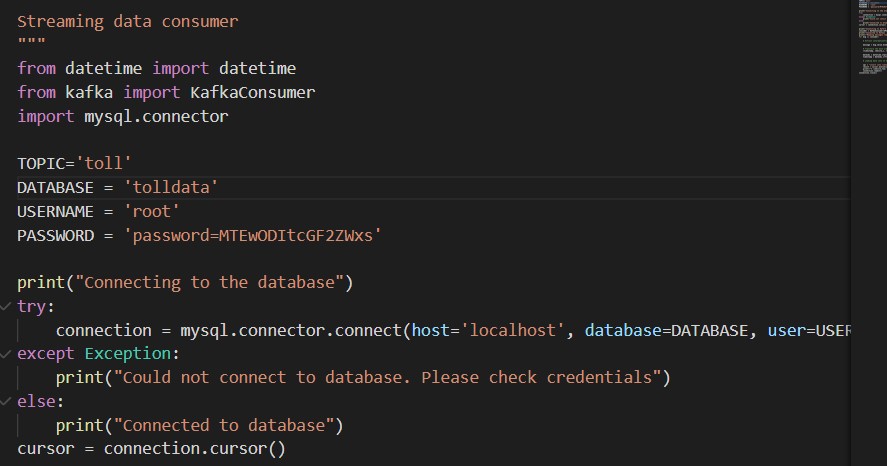 Streaming data consumer
"""
from datetime import datetime
from kafka import KafkaConsumer
import mysql.connector
TOPIC='toll'
DATABASE = 'tolldata'
USERNAME = 'root'
PASSWORD = 'password=MTEwODItcGF2ZWxs'
print("Connecting to the database")
try:
    connection = mysql.connector.connect(host='localhost', database=DATABASE, user=USER
except Exception:
    print("Could not connect to database. Please check credentials")
else:
    print("Connected to database")
cursor = connection.cursor()